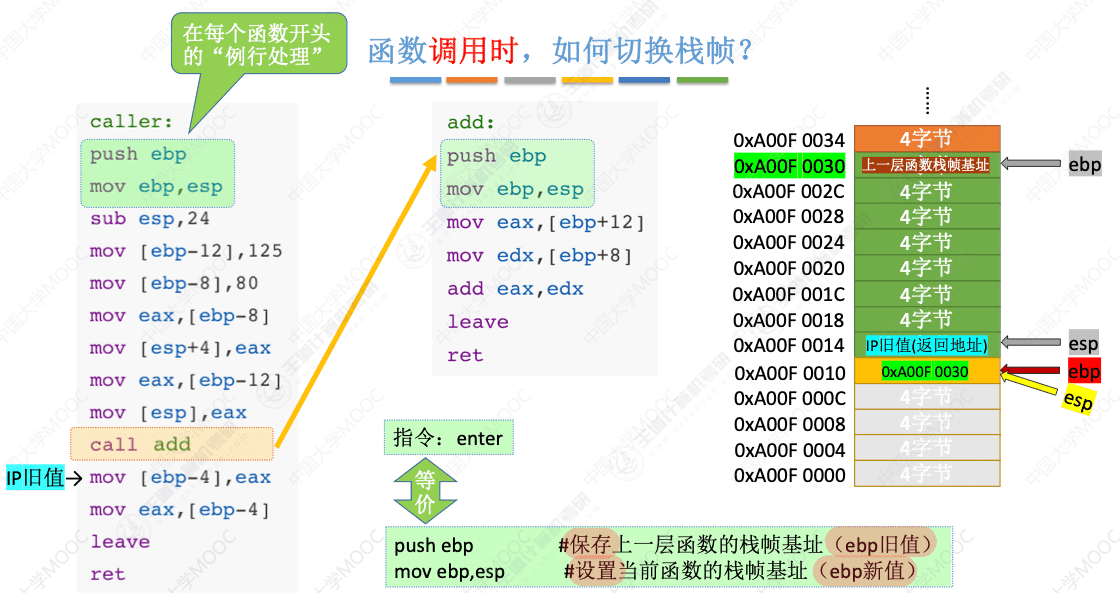 在每个函数开头
的“例行处理”
函数调用时，如何切换栈帧？
caller:
push ebp
mov ebp,esp
sub esp,24
mov [ebp-12],125
mov [ebp-8],80
mov eax,[ebp-8]
mov [esp+4],eax
mov eax,[ebp-12]
mov [esp],eax
call add
IP旧值
mov [ebp-4],eax
mov eax,[ebp-4]
leave
ret
add:
push ebp
mov ebp,esp
mov eax,[ebp+12]
mov edx,[ebp+8]
add eax,edx
leave
ret
指令：enter
等
价
push ebp #保存上一层函数的栈帧基址（ebp旧值）
mov ebp,esp #设置当前函数的栈帧基址（ebp新值）
0xA00F 0034 4字节
0xA00F 0030 上一层函数栈帧基址 ebp
0xA00F 002C 4字节
0xA00F 0028 4字节
0xA00F 0024 4字节
0xA00F 0020 4字节
0xA00F 001C 4字节
0xA00F 0018 4字节
0xA00F 0014 IP旧值(返回地址) esp
0xA00F 0010 0xA00F 0030 ebp
esp
0xA00F 000C 4字节
0xA00F 0008 4字节
0xA00F 0004 4字节
0xA00F 0000 4字节
中国大学MOOC